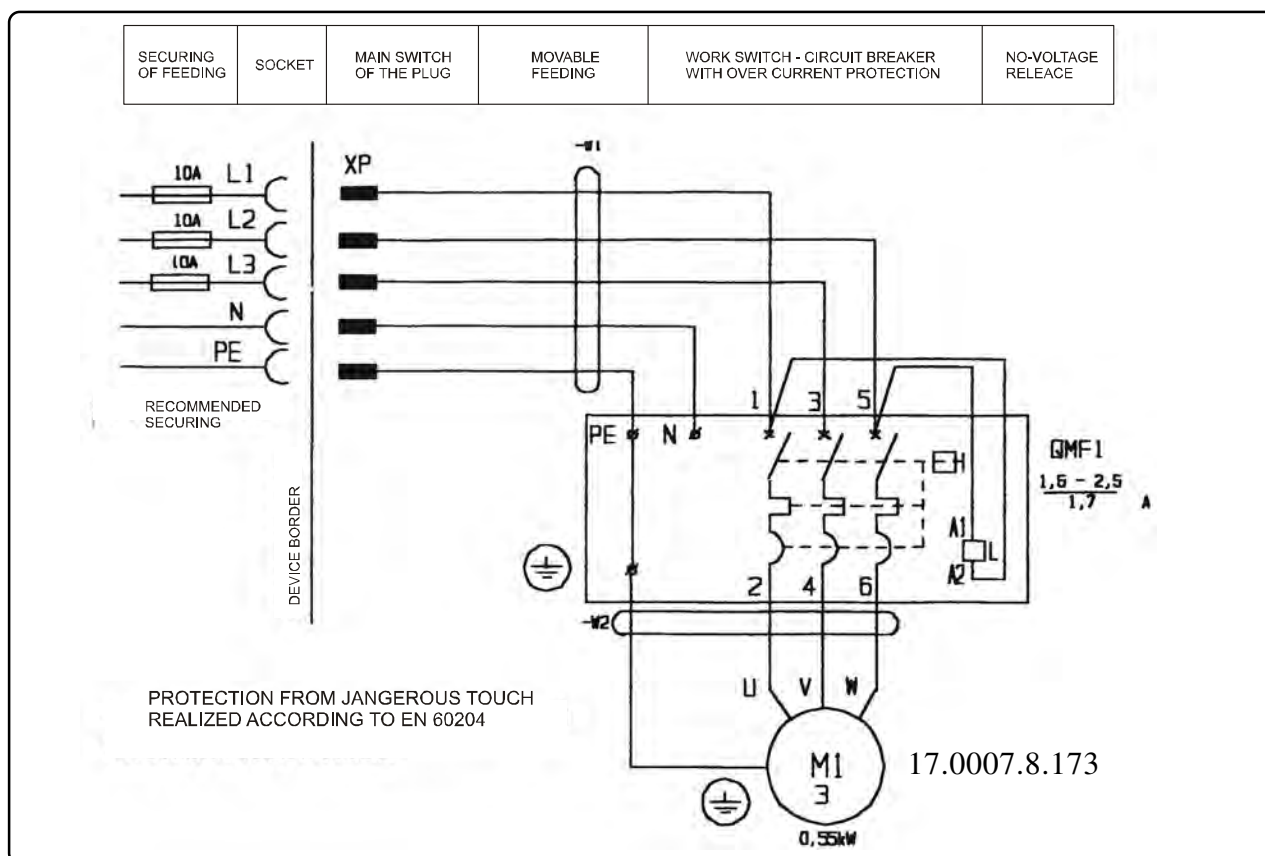 SECURING
OF FEEDING
SOCKET
MAIN SWITCH
OF THE PLUG
MOVABLE
FEEDING
WORK SWITCH - CIRCUIT BREAKER
WITH OVER CURRENT PROTECTION
NO-VOLTAGE
RELEACE
-W1
10A L1
XP
10A L2
10A L3
N
PE
RECOMMENDED
SECURING
DEVICE BORDER
1 3 5
PE N
QMF1
1,6 - 2,5
1,7 A
A1
L
A2
2 4 6
-W2
U V W
PROTECTION FROM JANGEROUS TOUCH
REALIZED ACCORDING TO EN 60204
M1
3
17.0007.8.173
0,55kW